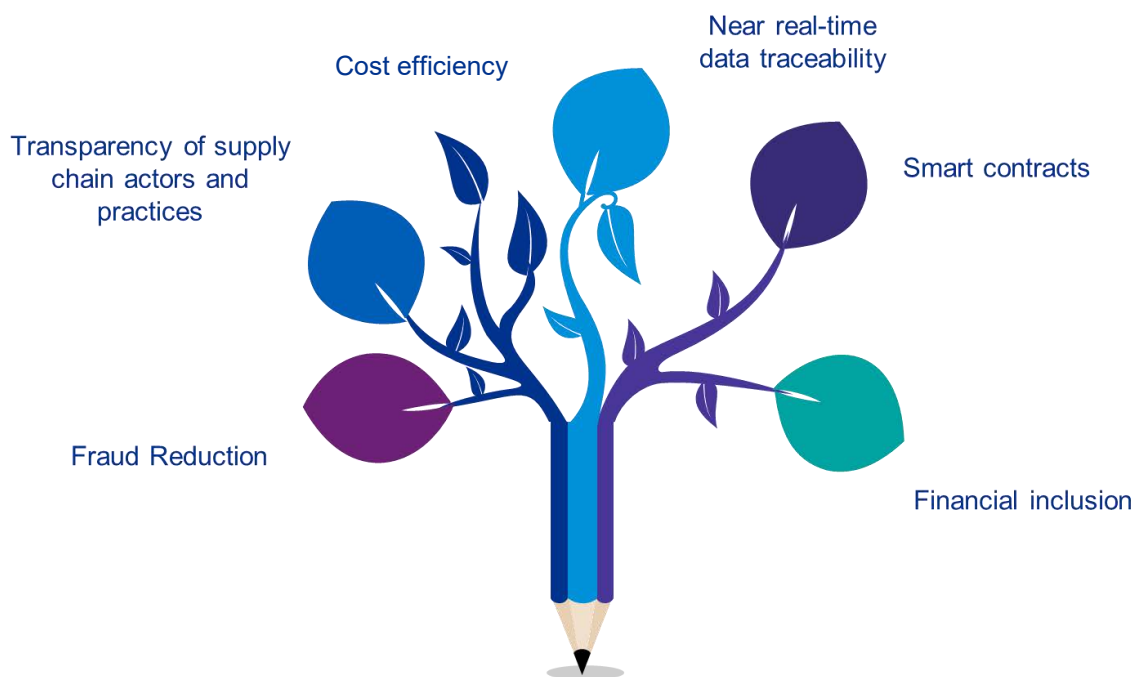 Near real-time
data traceability
Cost efficiency
Transparency of supply
chain actors and
practices
Smart contracts
Fraud Reduction
Financial inclusion